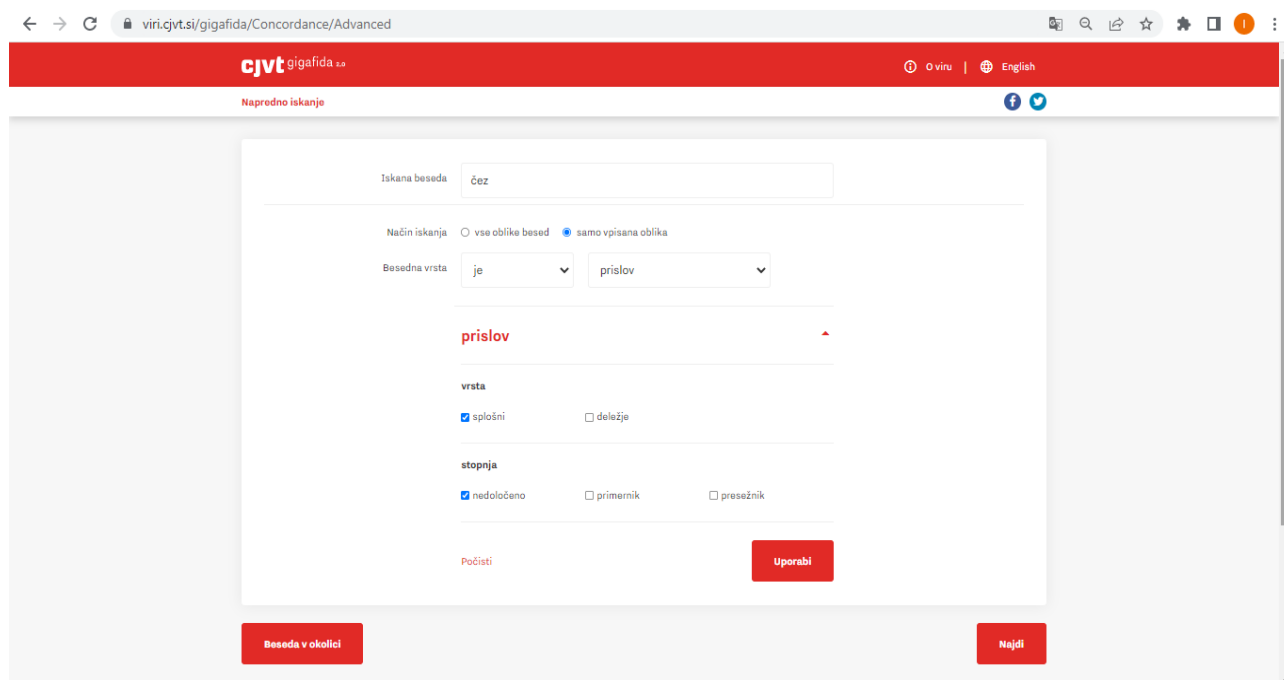 viri.cjvt.si/gigafida/Concordance/Advanced
cjvt gigafida 2.0
O viru | English
Napredno iskanje
Iskana beseda čez
Način iskanja vse oblike besed samo vpisana oblika
Besedna vrsta je prislov
prislov
vrsta
splošni deležje
stopnja
nedoločeno primernik presežnik
Počisti Uporabi
Beseda v okolici Najdi